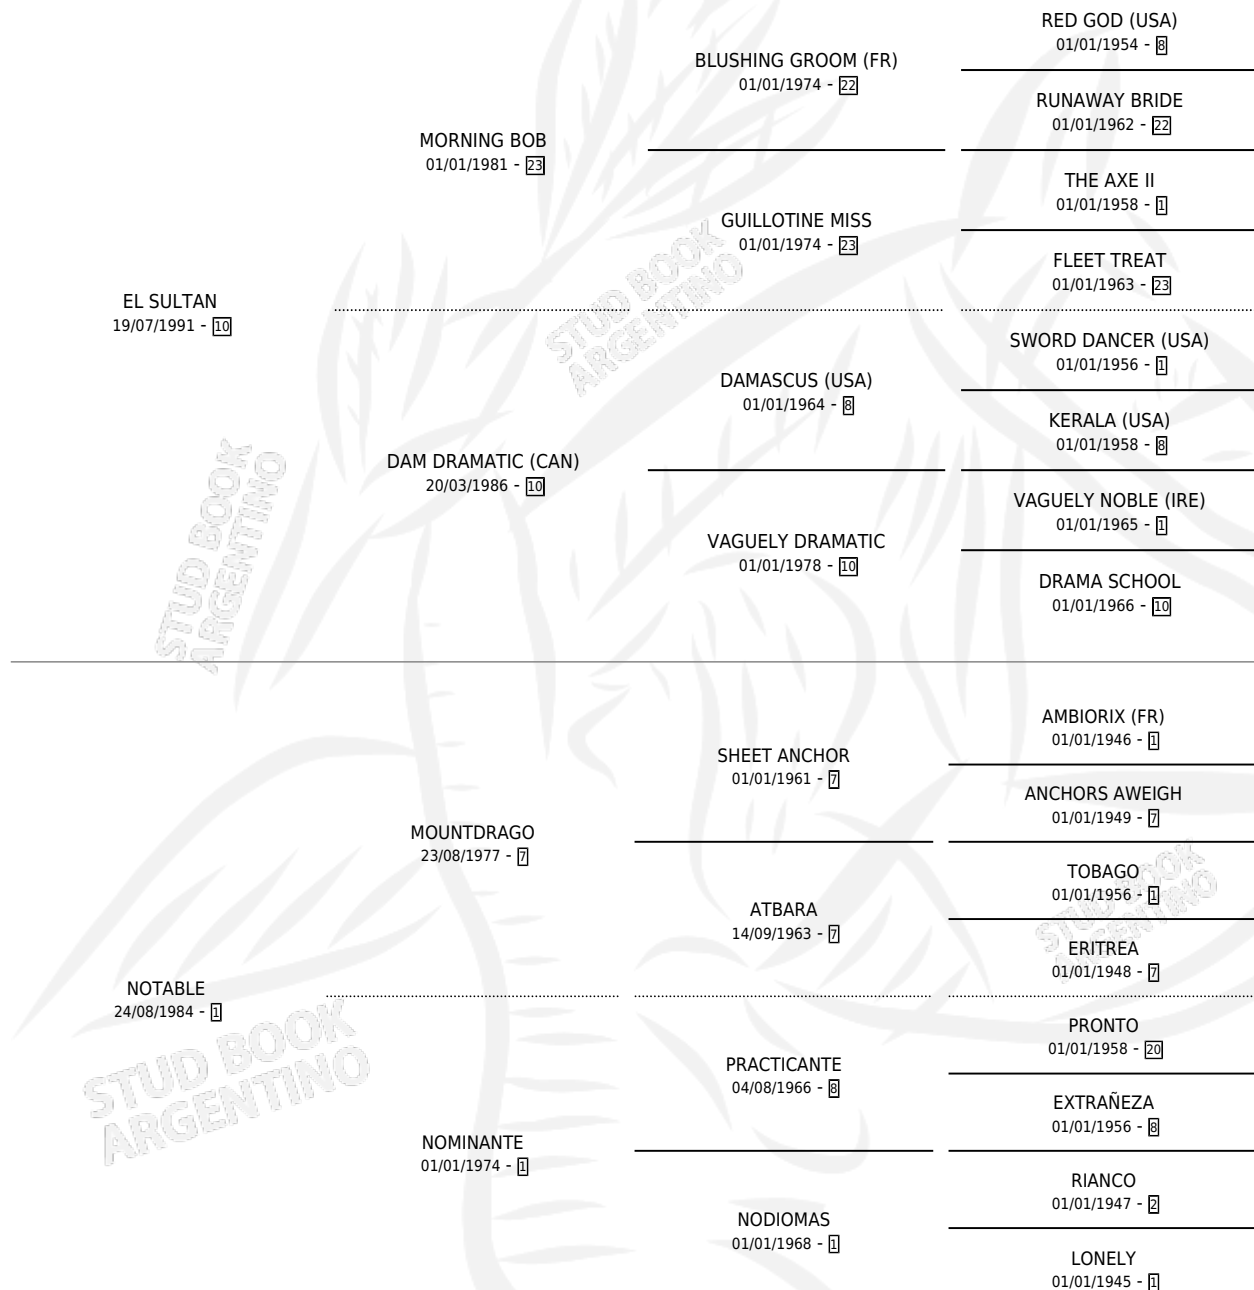 RED GOD (USA)
01/01/1954 - 8
BLUSHING GROOM (FR)
01/01/1974 - 22
RUNAWAY BRIDE
01/01/1962 - 22
MORNING BOB
01/01/1981 - 23
THE AXE II
01/01/1958 - 1
GUILLOTINE MISS
01/01/1974 - 23
FLEET TREAT
01/01/1963 - 23
EL SULTAN
19/07/1991 - 10
SWORD DANCER (USA)
01/01/1956 - 1
DAMASCUS (USA)
01/01/1964 - 8
KERALA (USA)
01/01/1958 - 8
DAM DRAMATIC (CAN)
20/03/1986 - 10
VAGUELY NOBLE (IRE)
01/01/1965 - 1
VAGUELY DRAMATIC
01/01/1978 - 10
DRAMA SCHOOL
01/01/1966 - 10
AMBIORIX (FR)
01/01/1946 - 1
SHEET ANCHOR
01/01/1961 - 7
ANCHORS AWEIGH
01/01/1949 - 7
MOUNTDRAGO
23/08/1977 - 7
TOBAGO
01/01/1956 - 1
ATBARA
14/09/1963 - 7
ERITREA
01/01/1948 - 7
NOTABLE
24/08/1984 - 1
PRONTO
01/01/1958 - 20
PRACTICANTE
04/08/1966 - 8
EXTRAÑEZA
01/01/1956 - 8
NOMINANTE
01/01/1974 - 1
RIANCO
01/01/1947 - 2
NODIOMAS
01/01/1968 - 1
LONELY
01/01/1945 - 1
STUD BOOK
ARGENTINO
STUD BOOK
ARGENTINO
STUD BOOK
ARGENTINO
STUD BOOK
ARGENTINO